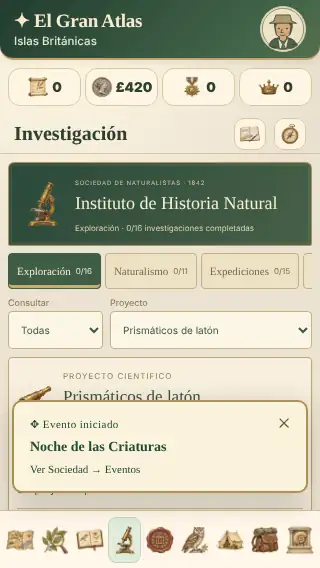 ✦ El Gran Atlas
Islas Británicas
0 £420 0 0
Investigación
SOCIEDAD DE NATURALISTAS · 1842
Instituto de Historia Natural
Exploración · 0/16 investigaciones completadas
Exploración 0/16 Naturalismo 0/11 Expediciones 0/15
Consultar Proyecto
Todas Prismáticos de latón
PROYECTO CIENTÍFICO
Prismáticos de latón
✥ Evento iniciado
Noche de las Criaturas
Ver Sociedad → Eventos